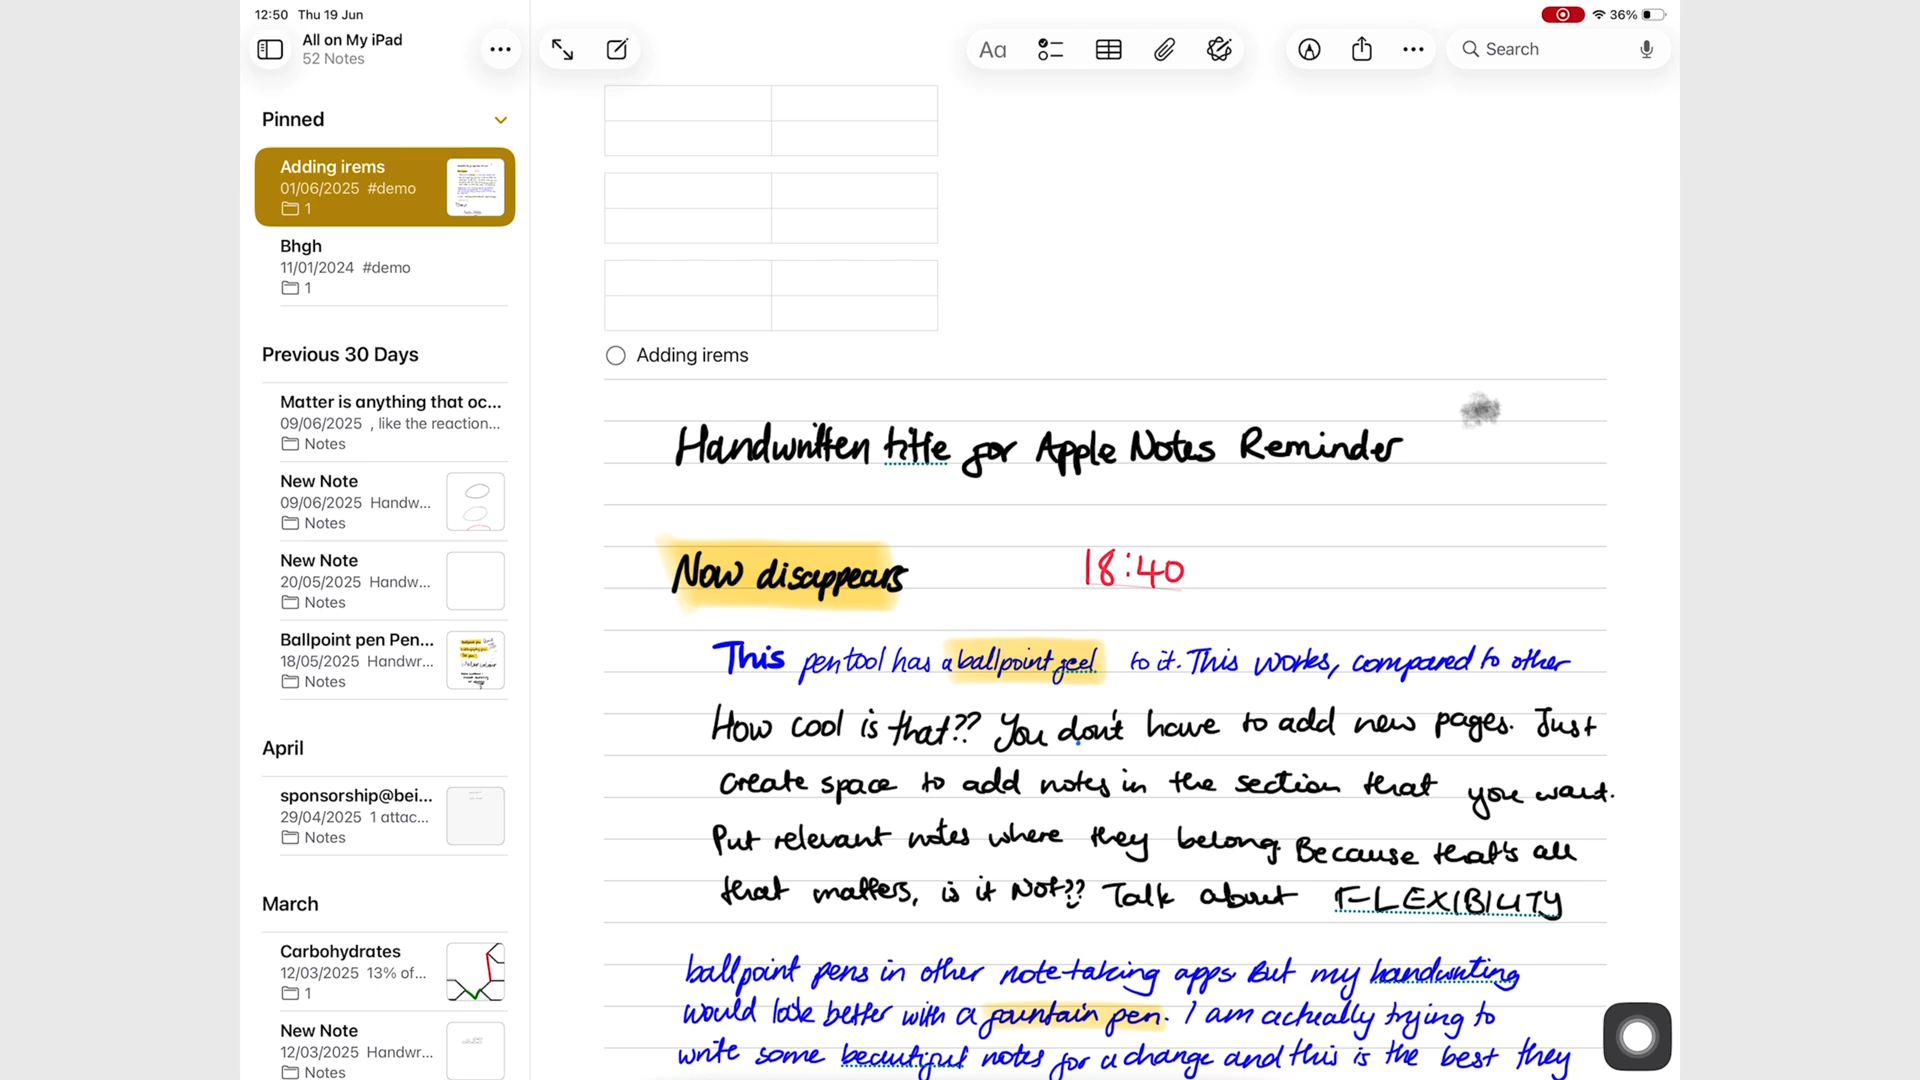 12:50 Thu 19 Jun
36%
All on My iPad
52 Notes
Aa
Search
Pinned
Adding irems
01/06/2025 #demo
1
Bhgh
11/01/2024 #demo
1
Previous 30 Days
Matter is anything that oc...
09/06/2025 , like the reaction...
Notes
New Note
09/06/2025 Handw...
Notes
New Note
20/05/2025 Handw...
Notes
Ballpoint pen Pen...
18/05/2025 Handwr...
Notes
April
sponsorship@bei...
29/04/2025 1 attac...
Notes
March
Carbohydrates
12/03/2025 13% of...
1
New Note
12/03/2025 Handwr...
Notes
Adding irems
Handwritten title for Apple Notes Reminder
Now disappears 18:40
This pen tool has a ballpoint geel to it. This works, compared to other
How cool is that?? You don't have to add new pages. Just
create space to add notes in the section that you want.
Put relevant notes where they belong. Because that's all
that matters, is it Not?? Talk about FLEXIBILITY
ballpoint pens in other note-taking apps But my handwriting
would look better with a fountain pen. I am actually trying to
write some beautiful notes for a change and this is the best they